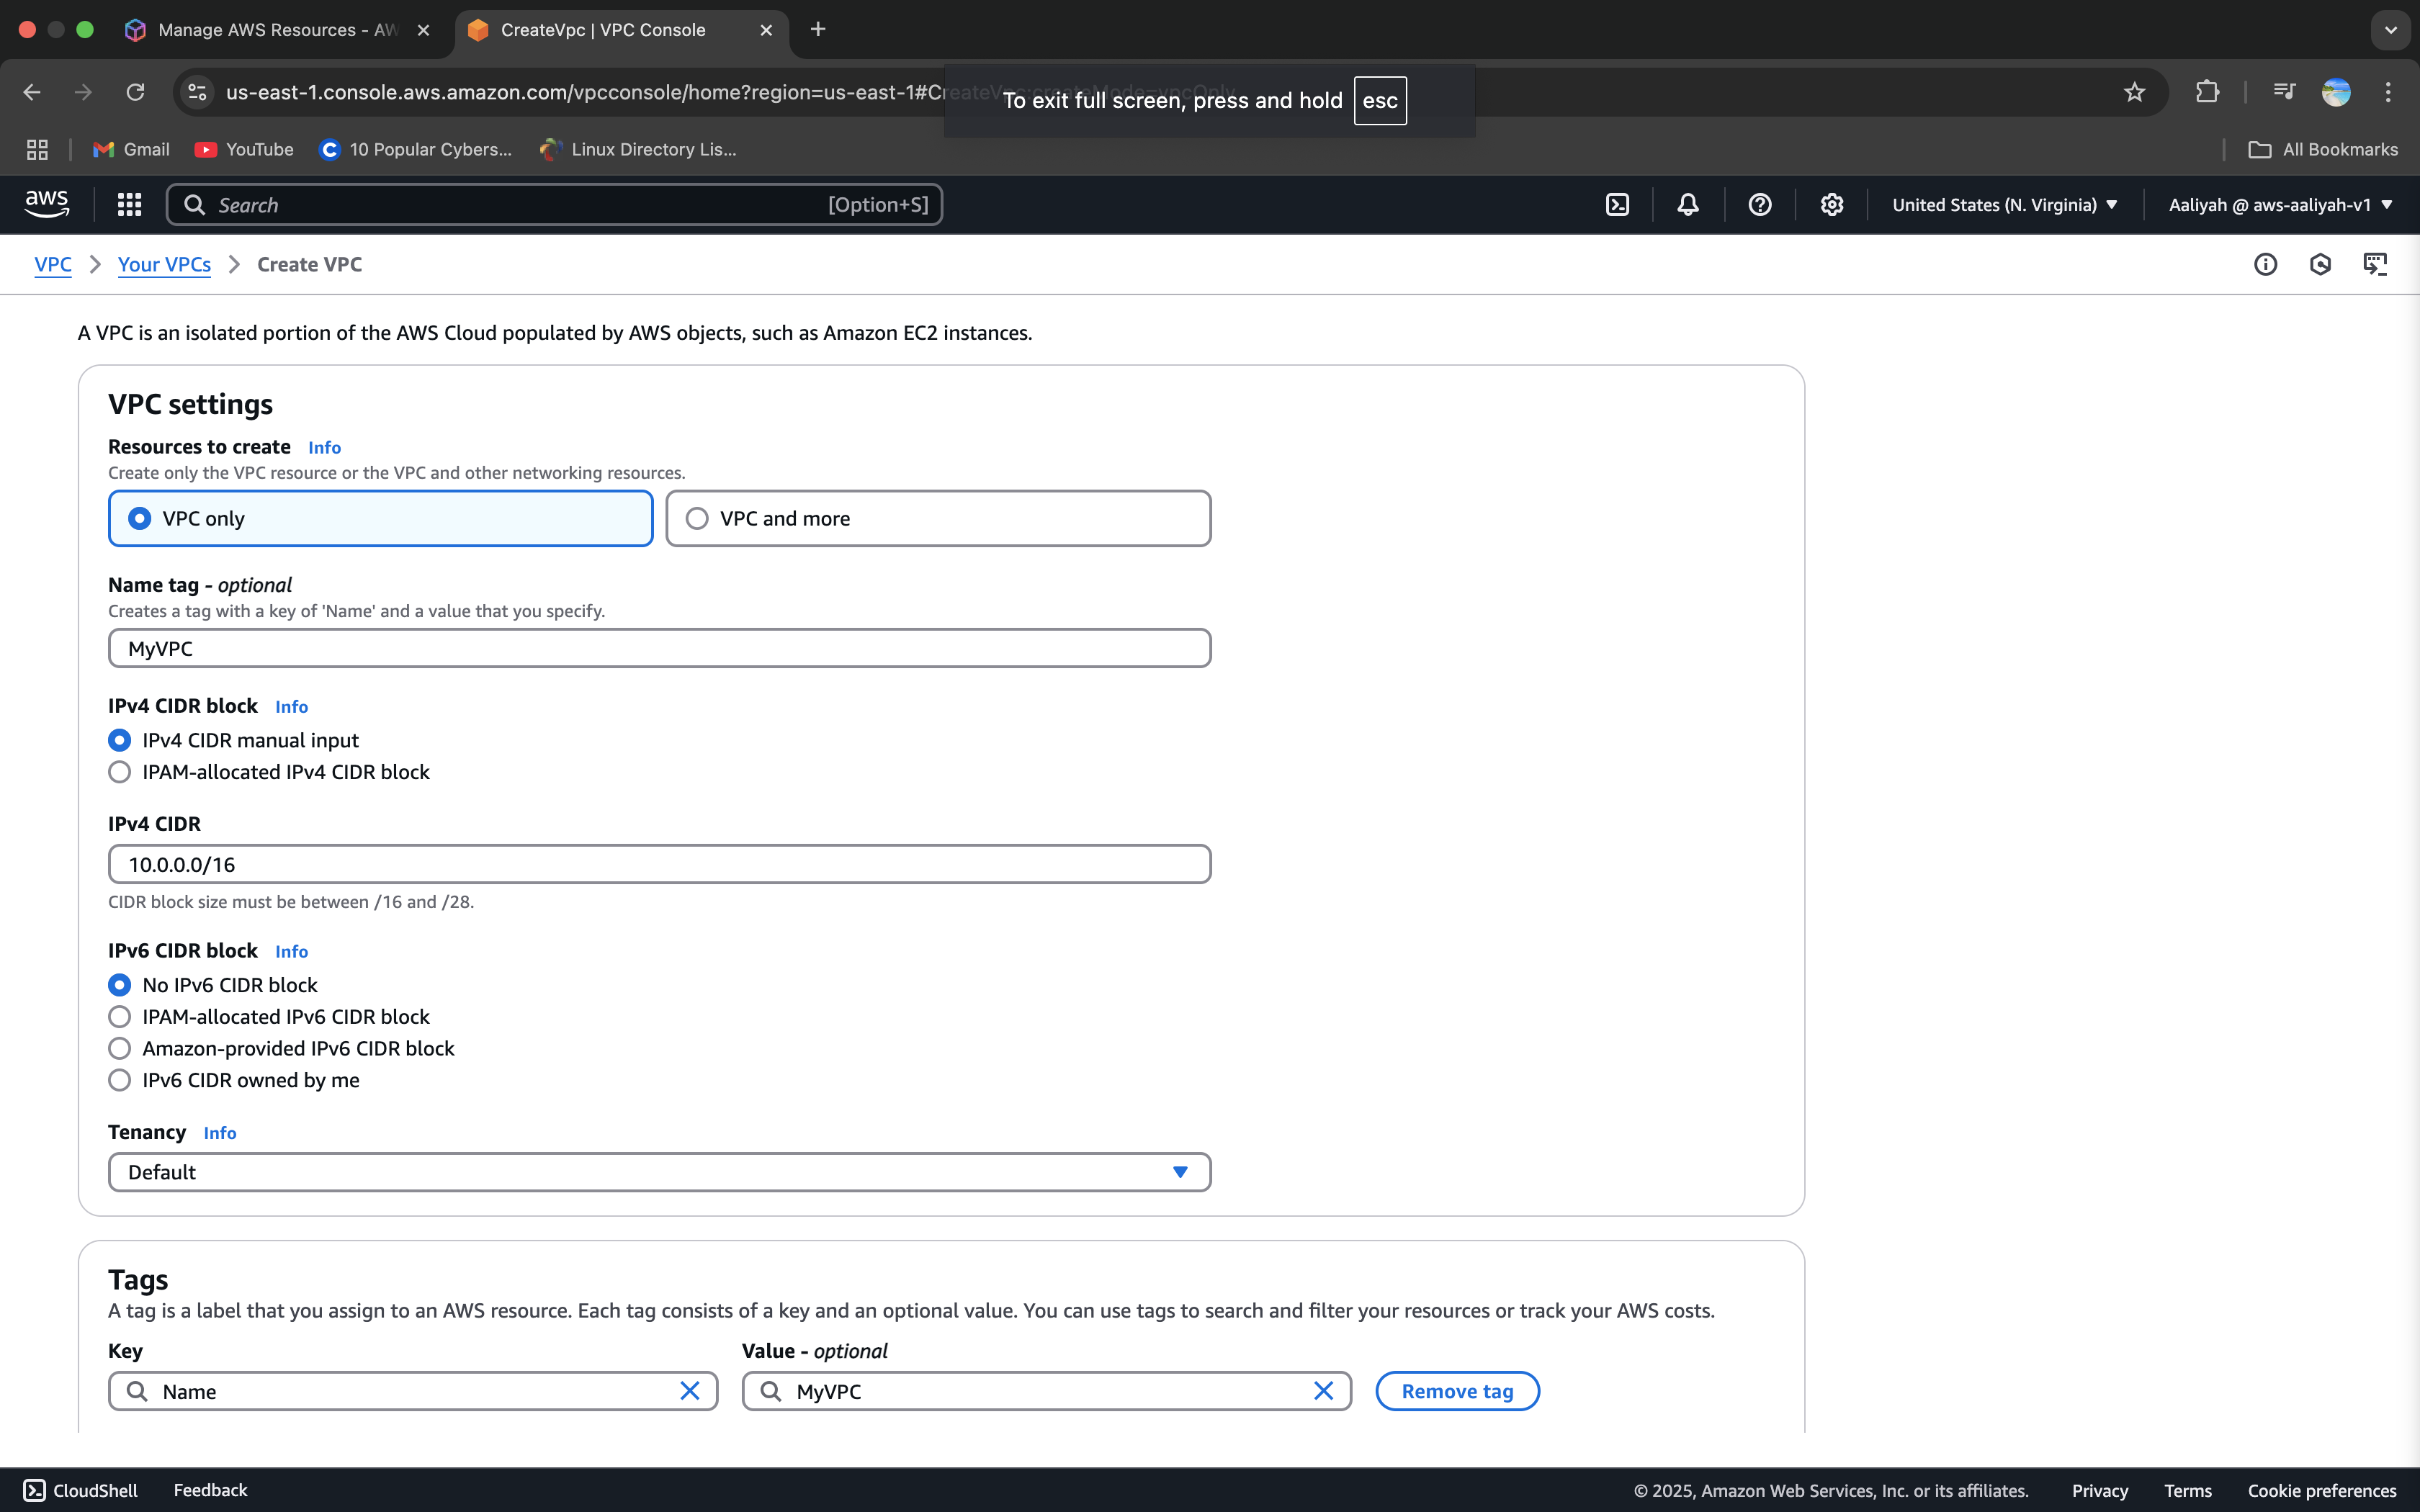 Manage AWS Resources - AW
CreateVpc | VPC Console
us-east-1.console.aws.amazon.com/vpcconsole/home?region=us-east-1#CreateVpc:createMode=vpcOnly
To exit full screen, press and hold esc
Gmail
YouTube
10 Popular Cybers...
Linux Directory Lis...
All Bookmarks
aws
Search
[Option+S]
United States (N. Virginia)
Aaliyah @ aws-aaliyah-v1
VPC
Your VPCs
Create VPC
A VPC is an isolated portion of the AWS Cloud populated by AWS objects, such as Amazon EC2 instances.
VPC settings
Resources to create Info
Create only the VPC resource or the VPC and other networking resources.
VPC only
VPC and more
Name tag - optional
Creates a tag with a key of 'Name' and a value that you specify.
MyVPC
IPv4 CIDR block Info
IPv4 CIDR manual input
IPAM-allocated IPv4 CIDR block
IPv4 CIDR
10.0.0.0/16
CIDR block size must be between /16 and /28.
IPv6 CIDR block Info
No IPv6 CIDR block
IPAM-allocated IPv6 CIDR block
Amazon-provided IPv6 CIDR block
IPv6 CIDR owned by me
Tenancy Info
Default
Tags
A tag is a label that you assign to an AWS resource. Each tag consists of a key and an optional value. You can use tags to search and filter your resources or track your AWS costs.
Key
Value - optional
Name
MyVPC
Remove tag
CloudShell
Feedback
© 2025, Amazon Web Services, Inc. or its affiliates.
Privacy
Terms
Cookie preferences